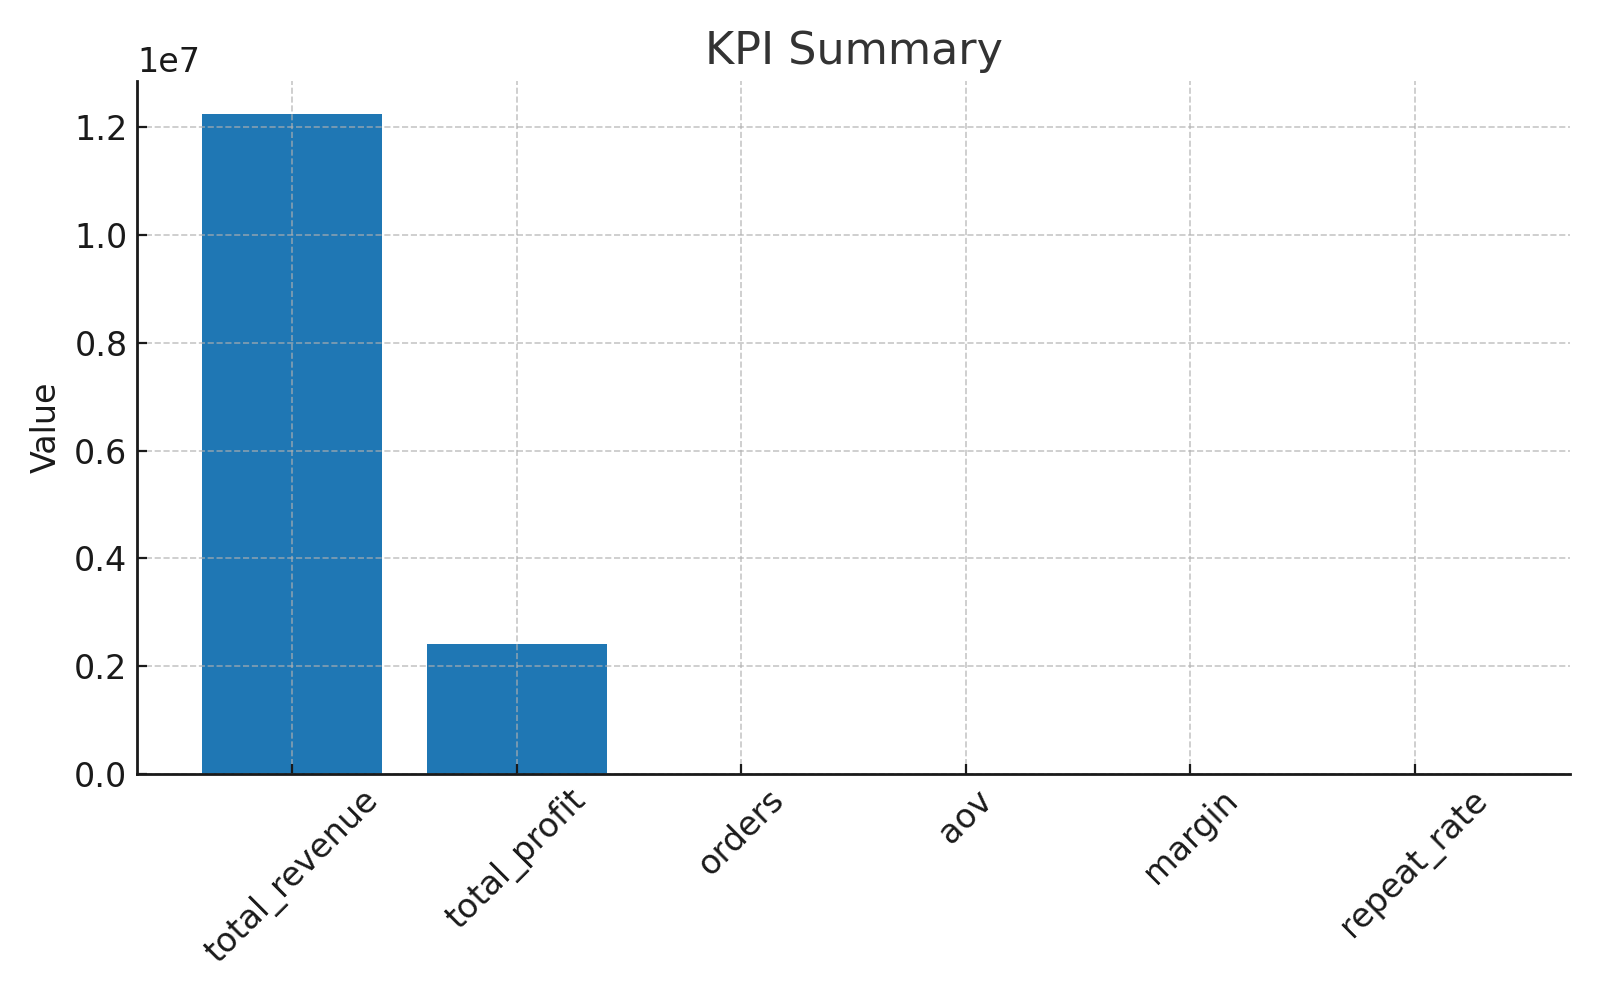 KPI Summary
1e7
1.2
1.0
0.8
0.6
0.4
0.2
0.0
Value
total_revenue
total_profit
orders
aov
margin
repeat_rate